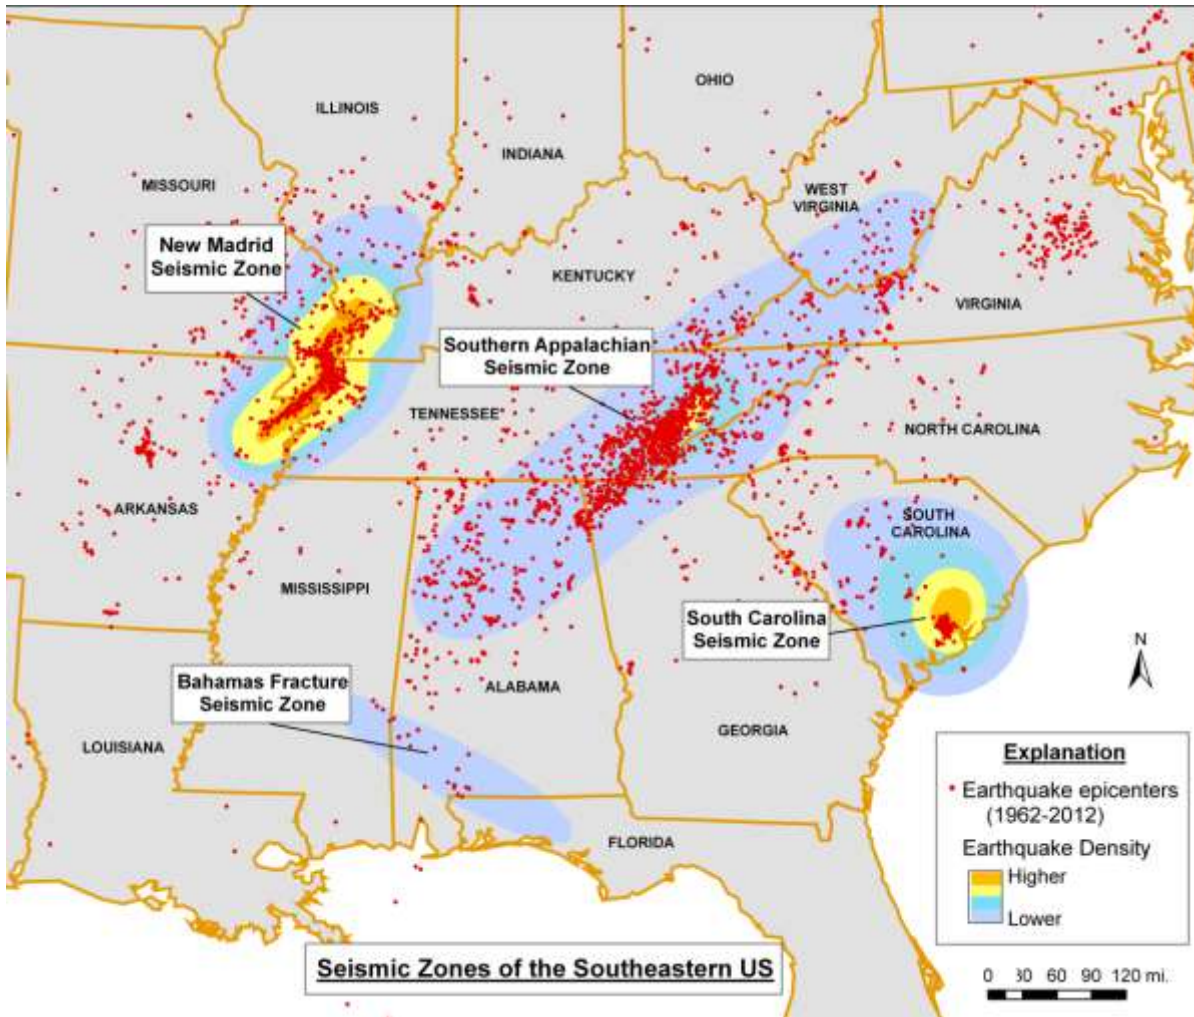 OHIO
ILLINOIS
INDIANA
MISSOURI
WEST
VIRGINIA
New Madrid
Seismic Zone
KENTUCKY
VIRGINIA
Southern Appalachian
Seismic Zone
TENNESSEE
NORTH CAROLINA
ARKANSAS
SOUTH
CAROLINA
MISSISSIPPI
South Carolina
Seismic Zone
N
Bahamas Fracture
Seismic Zone
ALABAMA
GEORGIA
LOUISIANA
FLORIDA
Explanation
Earthquake epicenters
(1962-2012)
Earthquake Density
Higher
Lower
Seismic Zones of the Southeastern US
0 30 60 90 120 mi.